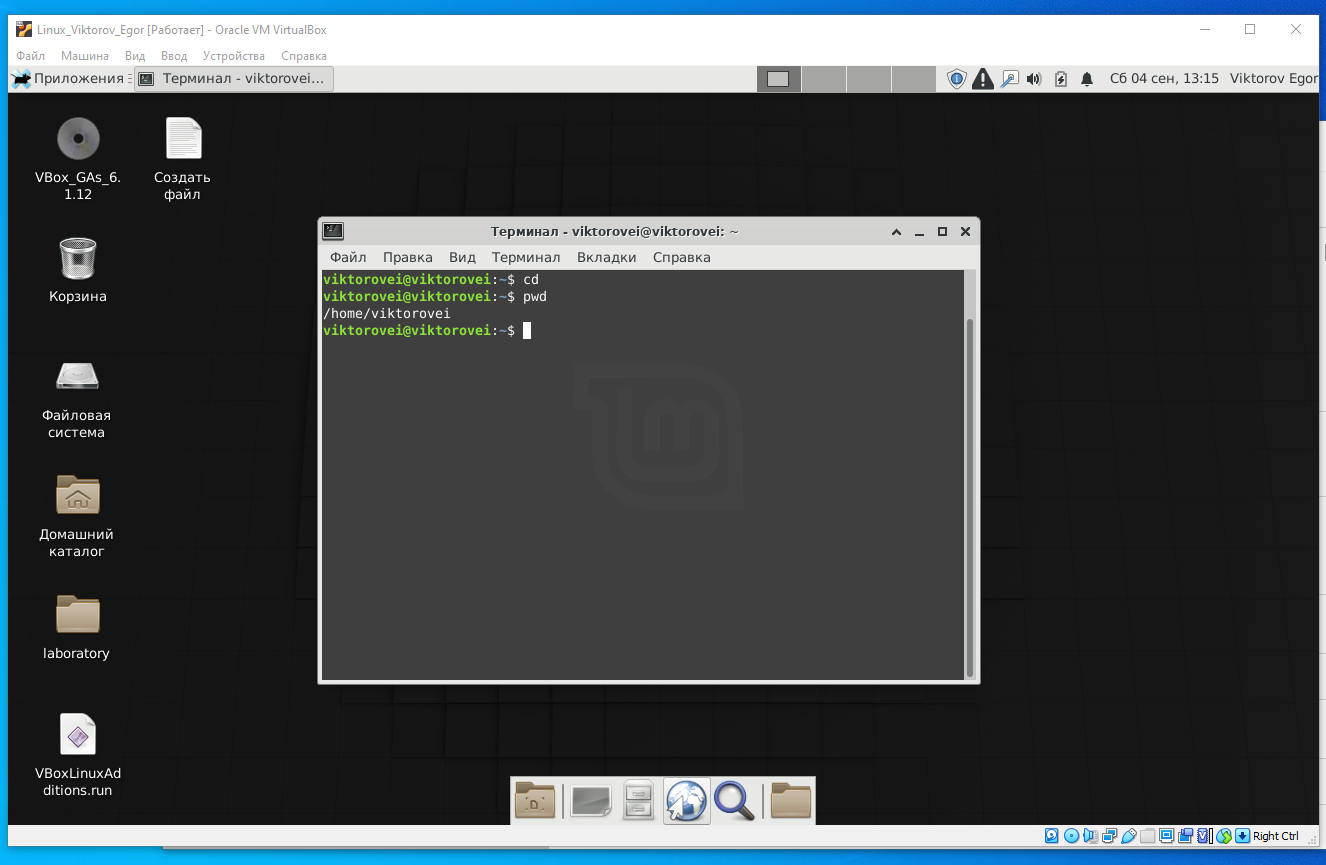 Linux_Viktorov_Egor [Работает] - Oracle VM VirtualBox
Файл Машина Вид Ввод Устройства Справка
Приложения Терминал - viktorovei... Сб 04 сен, 13:15 Viktorov Egor
VBox_GAs_6.
1.12
Создать
файл
Корзина
Файловая
система
Домашний
каталог
laboratory
VBoxLinuxAd
ditions.run
Терминал - viktorovei@viktorovei: ~
Файл Правка Вид Терминал Вкладки Справка
viktorovei@viktorovei:~$ cd
viktorovei@viktorovei:~$ pwd
/home/viktorovei
viktorovei@viktorovei:~$
Right Ctrl